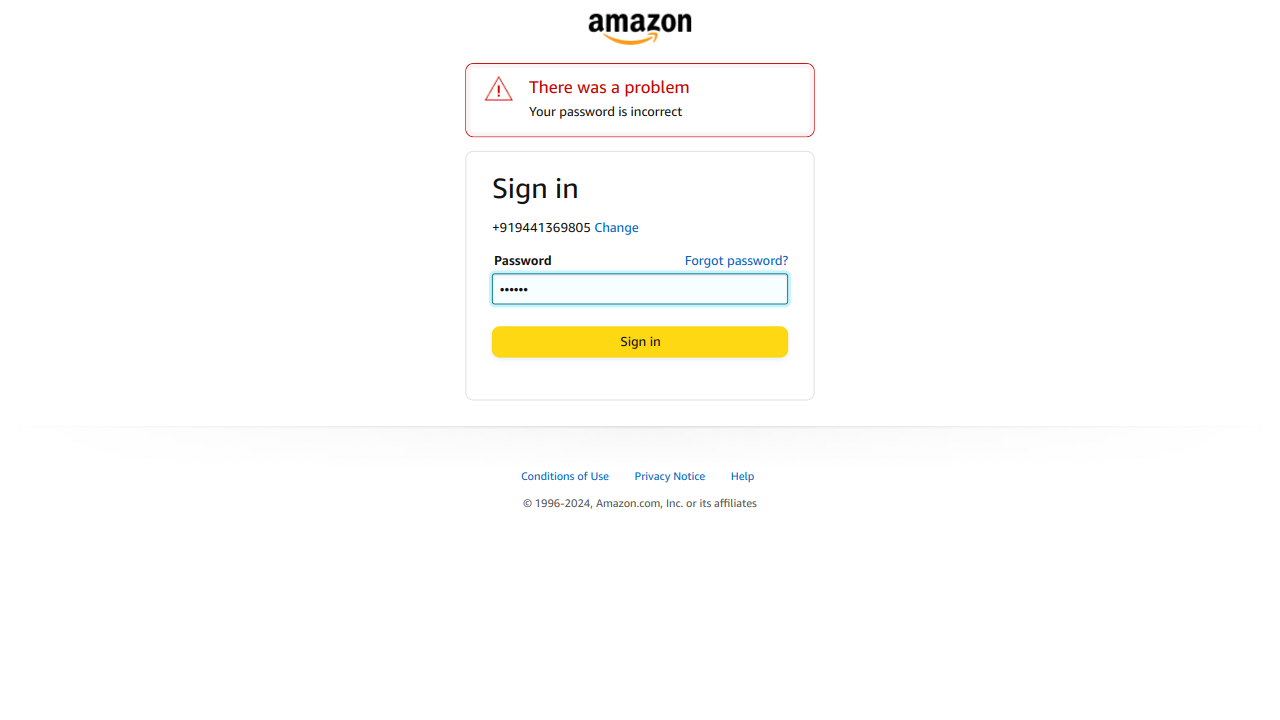 amazon
There was a problem
Your password is incorrect
Sign in
+919441369805 Change
Password Forgot password?
••••••
Sign in
Conditions of Use Privacy Notice Help
© 1996-2024, Amazon.com, Inc. or its affiliates